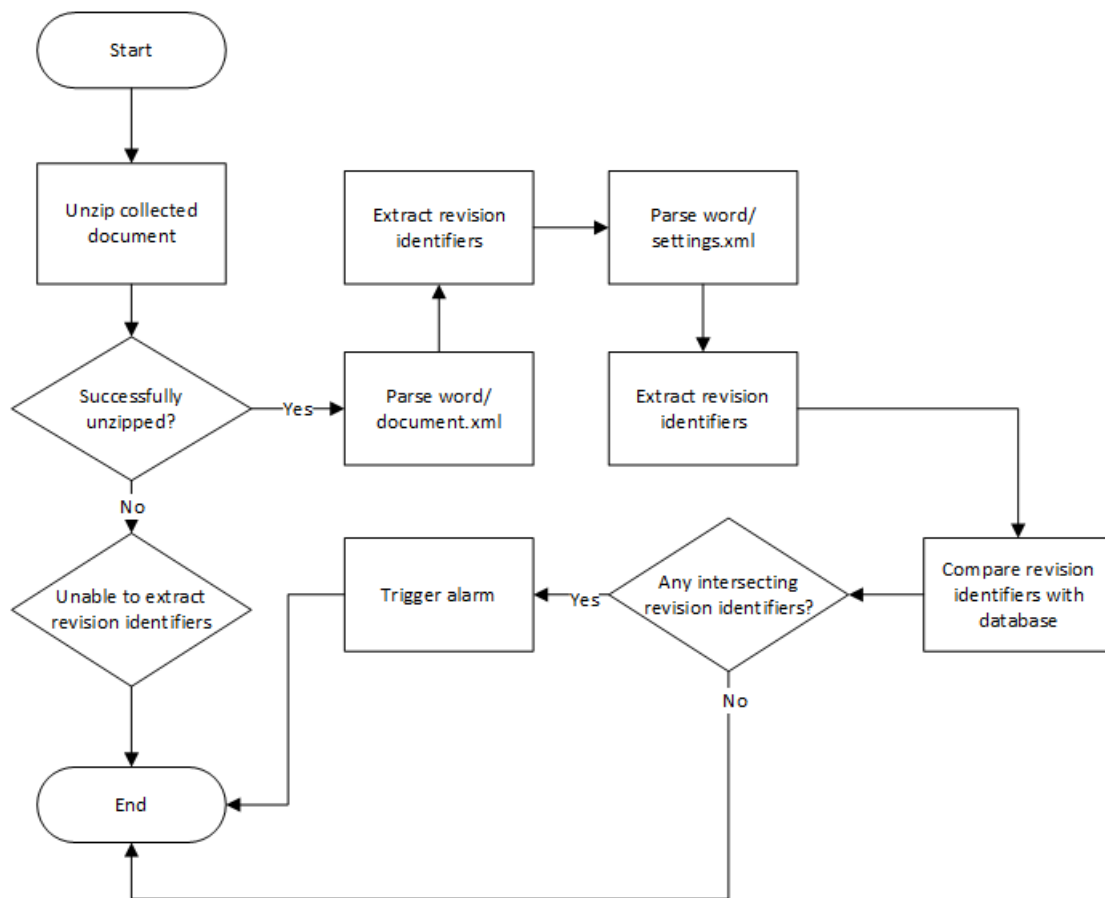 Start
Unzip collected
document
Successfully
unzipped?
Yes
Parse word/
document.xml
Extract revision
identifiers
Parse word/
settings.xml
Extract revision
identifiers
Compare revision
identifiers with
database
Any intersecting
revision identifiers?
Yes
Trigger alarm
No
No
Unable to extract
revision identifiers
End